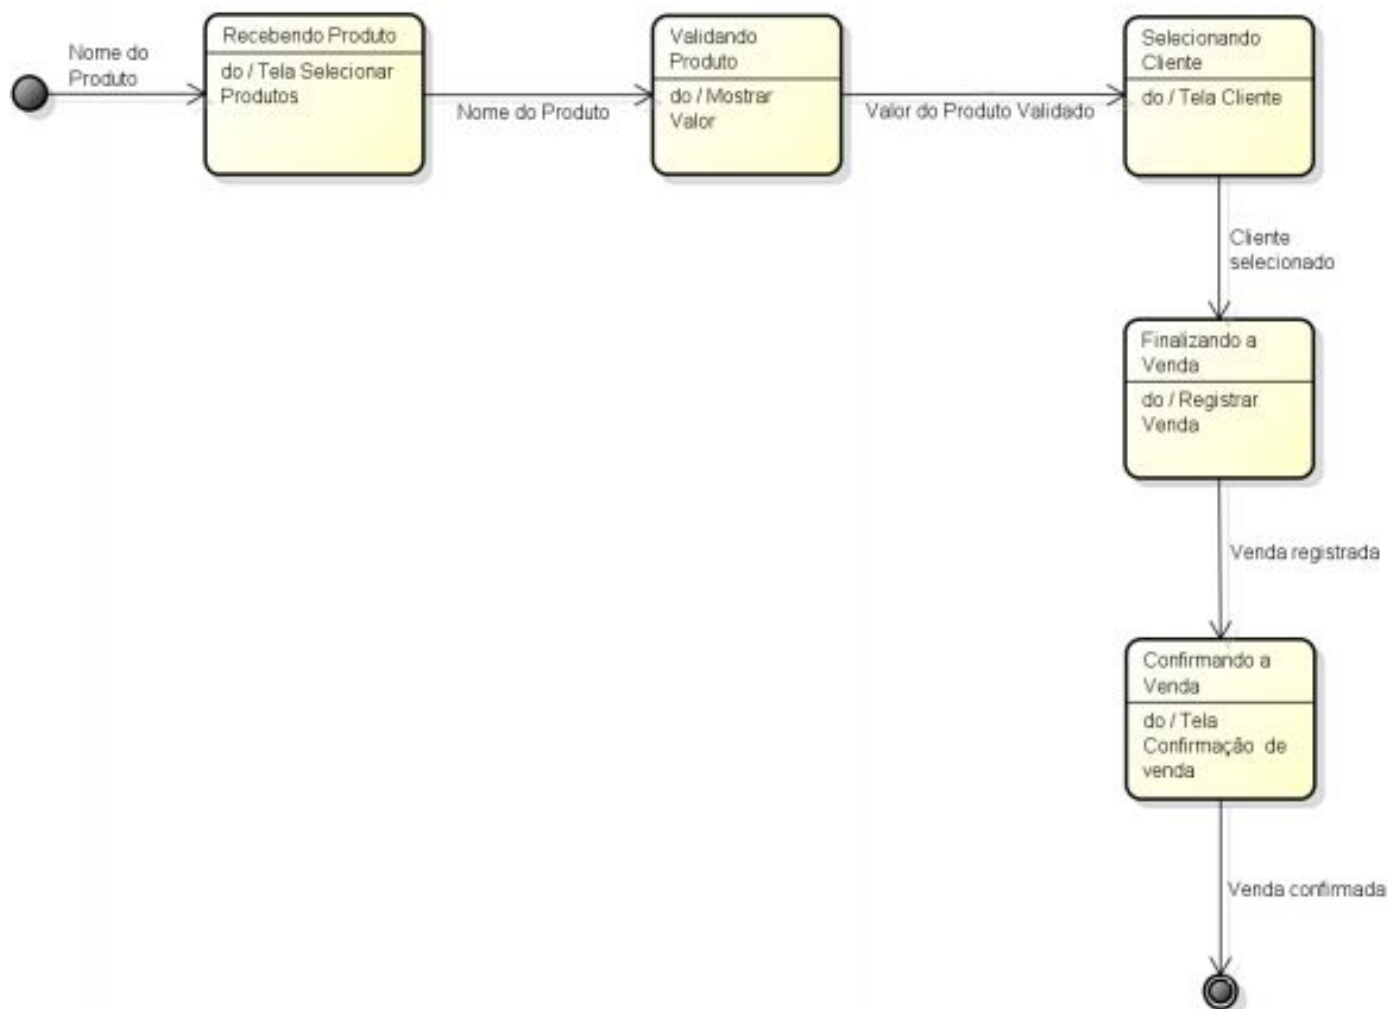 Nome do
Produto
Recebendo Produto
do / Tela Selecionar
Produtos
Nome do Produto
Validando
Produto
do / Mostrar
Valor
Valor do Produto Validado
Selecionando
Cliente
do / Tela Cliente
Cliente
selecionado
Finalizando a
Venda
do / Registrar
Venda
Venda registrada
Confirmando a
Venda
do / Tela
Confirmação de
venda
Venda confirmada